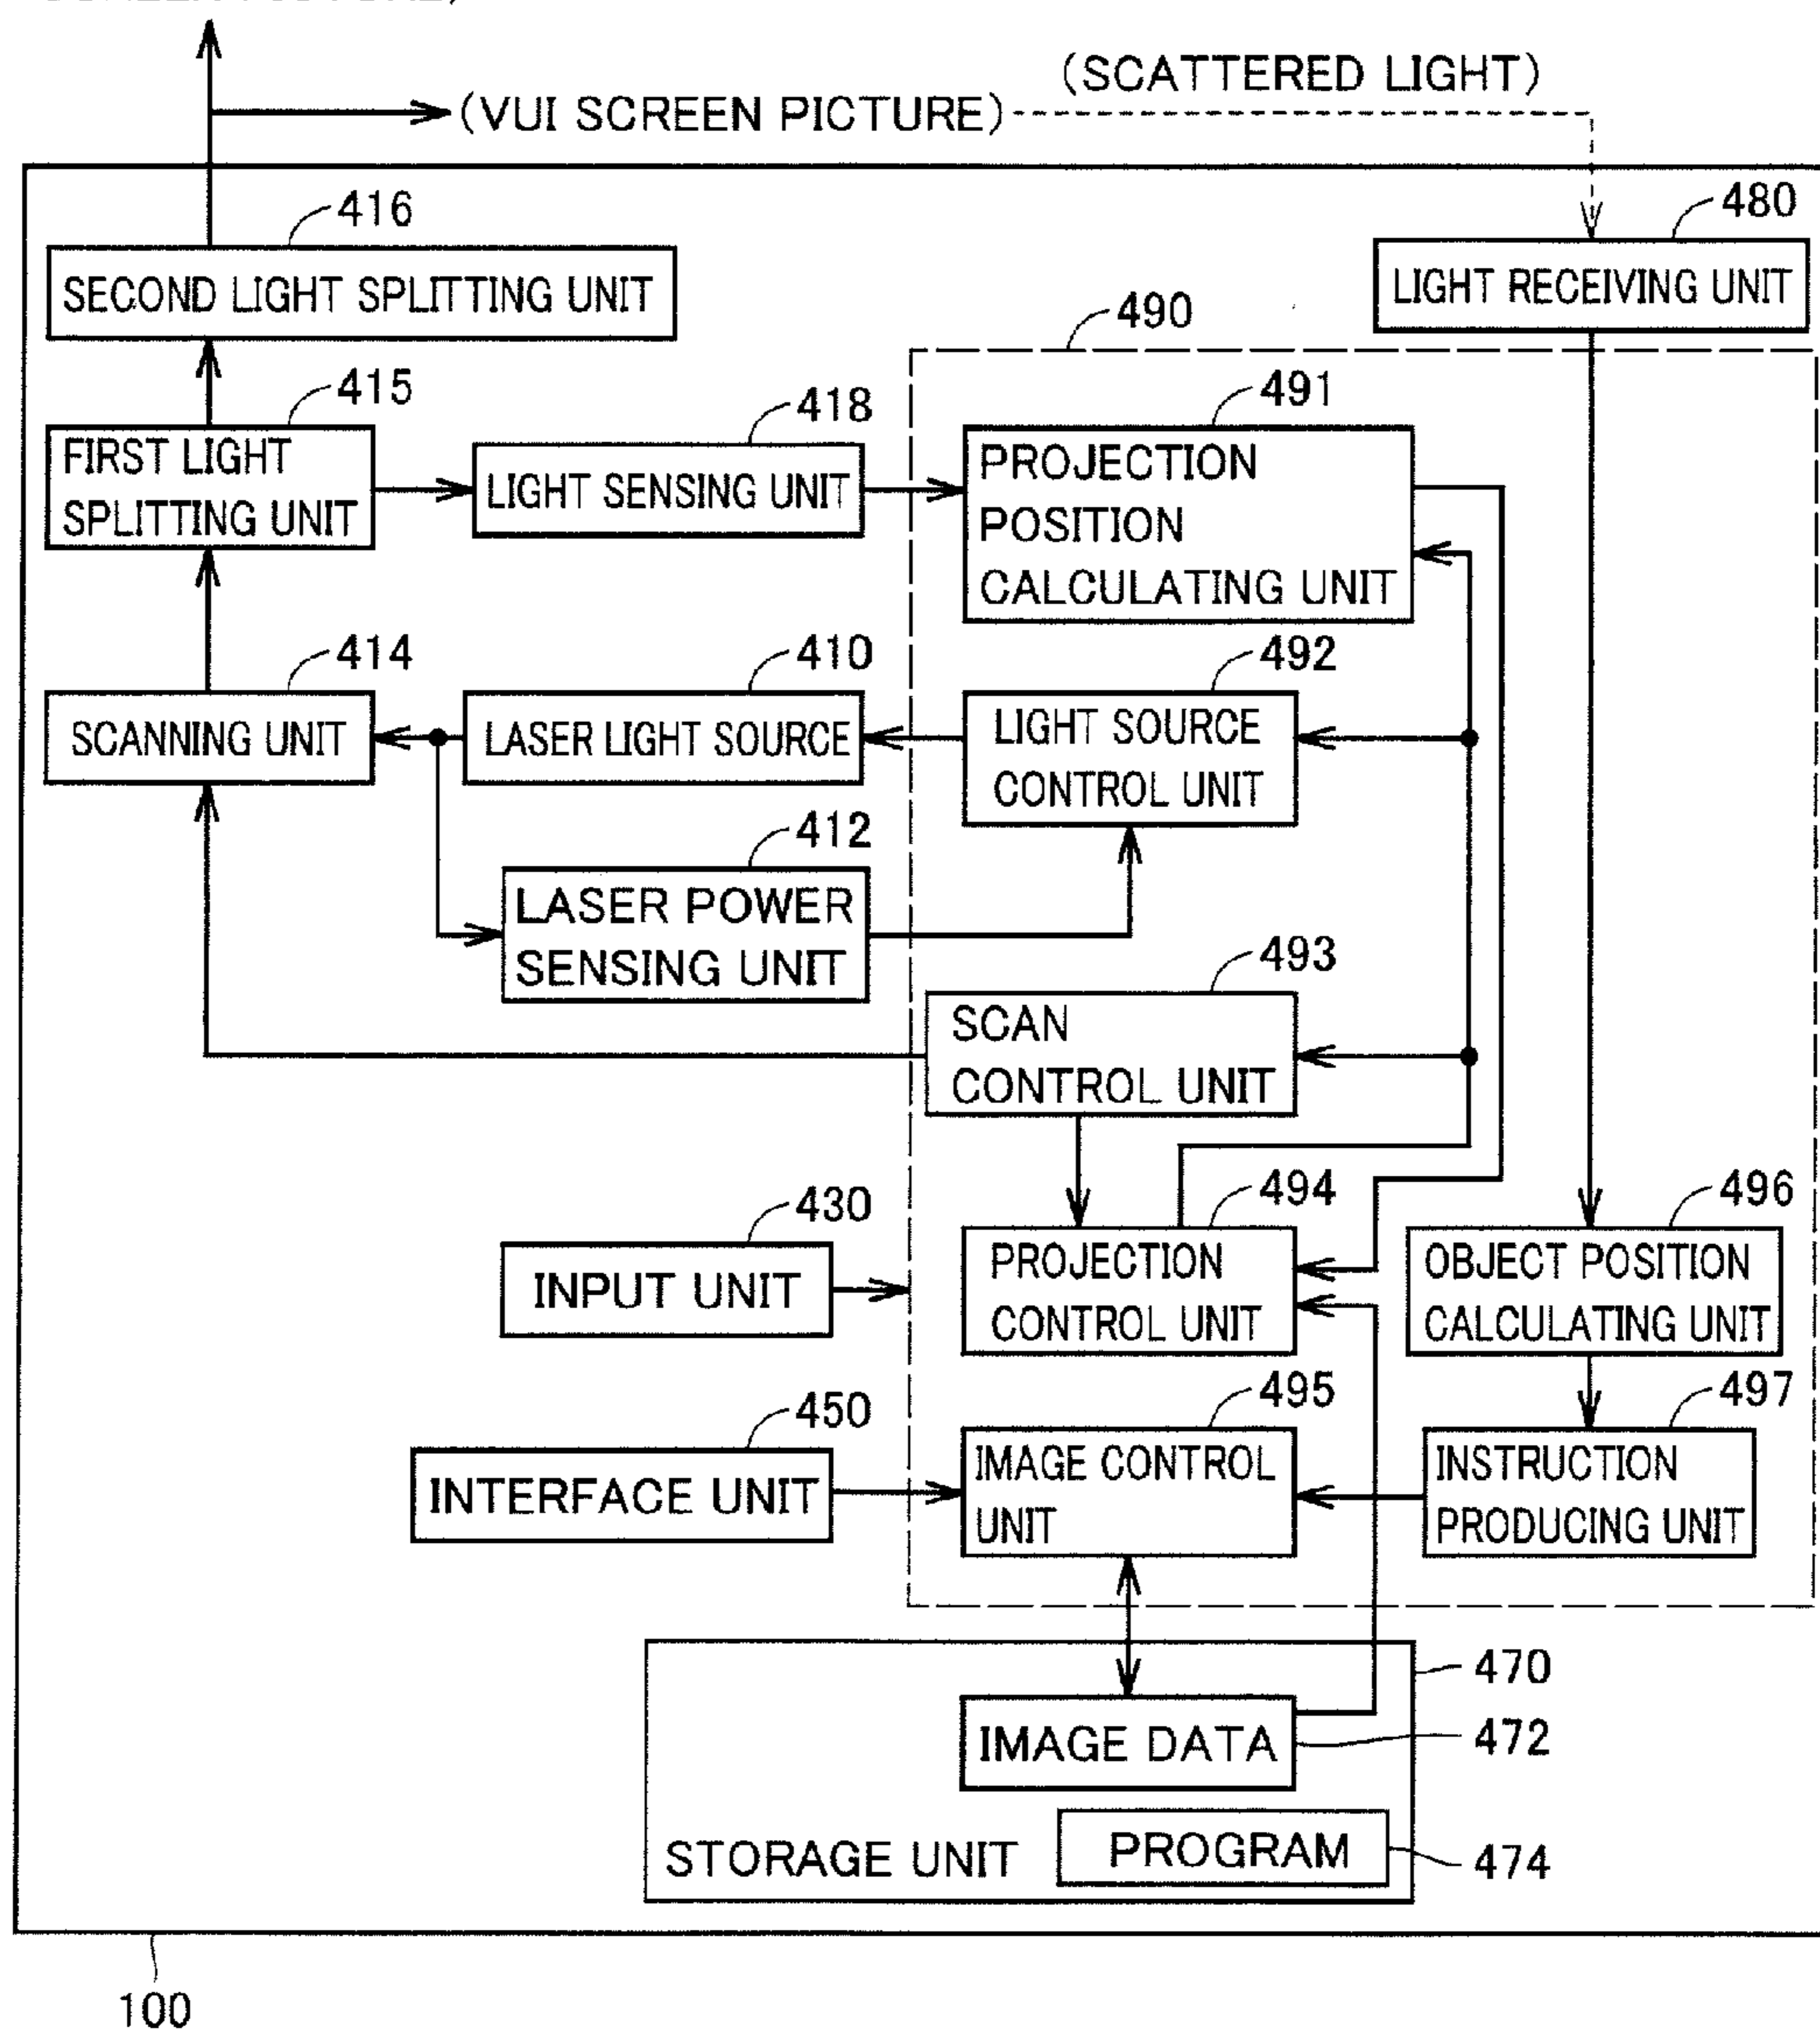 (SCATTERED LIGHT)
(VUI SCREEN PICTURE)
416
480
SECOND LIGHT SPLITTING UNIT
LIGHT RECEIVING UNIT
490
415
418
491
FIRST LIGHT
SPLITTING UNIT
LIGHT SENSING UNIT
PROJECTION
POSITION
CALCULATING UNIT
414
410
492
SCANNING UNIT
LASER LIGHT SOURCE
LIGHT SOURCE
CONTROL UNIT
412
LASER POWER
SENSING UNIT
493
SCAN
CONTROL UNIT
430
494
496
INPUT UNIT
PROJECTION
CONTROL UNIT
OBJECT POSITION
CALCULATING UNIT
450
495
497
INTERFACE UNIT
IMAGE CONTROL
UNIT
INSTRUCTION
PRODUCING UNIT
470
IMAGE DATA
472
STORAGE UNIT
PROGRAM
474
100